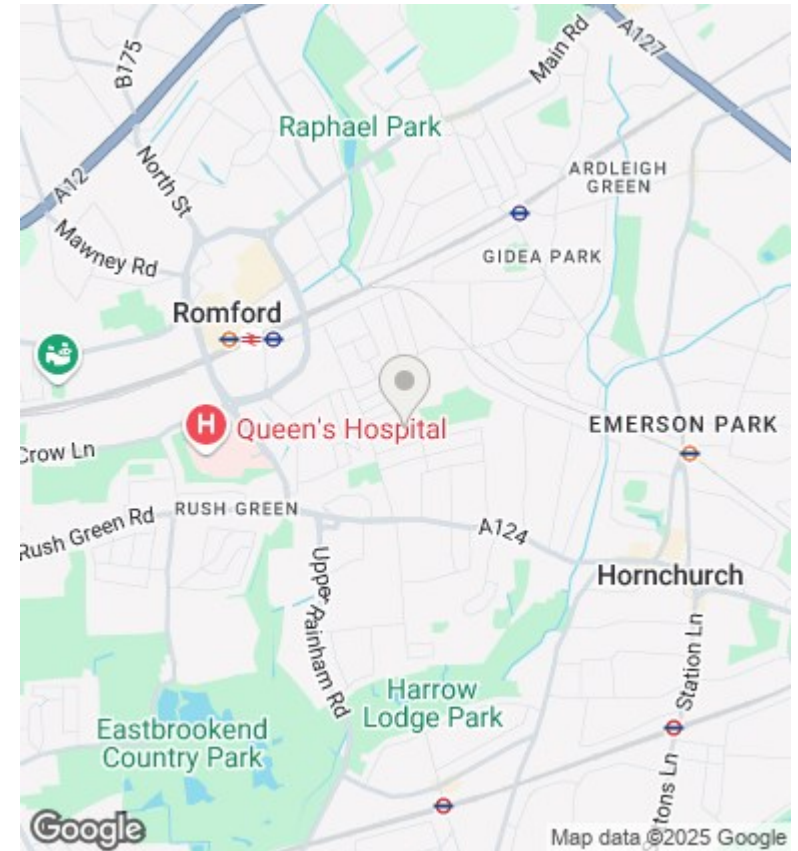 B175
Main Rd
A127
Raphael Park
North St
A12
ARDLEIGH
GREEN
Mawney Rd
GIDEA PARK
Romford
H
Queen's Hospital
EMERSON PARK
Crow Ln
RUSH GREEN
Rush Green Rd
A124
Upper Rainham Rd
Hornchurch
Station Ln
Harrow
Lodge Park
Eastbrookend
Country Park
Google
Map data ©2025 Google